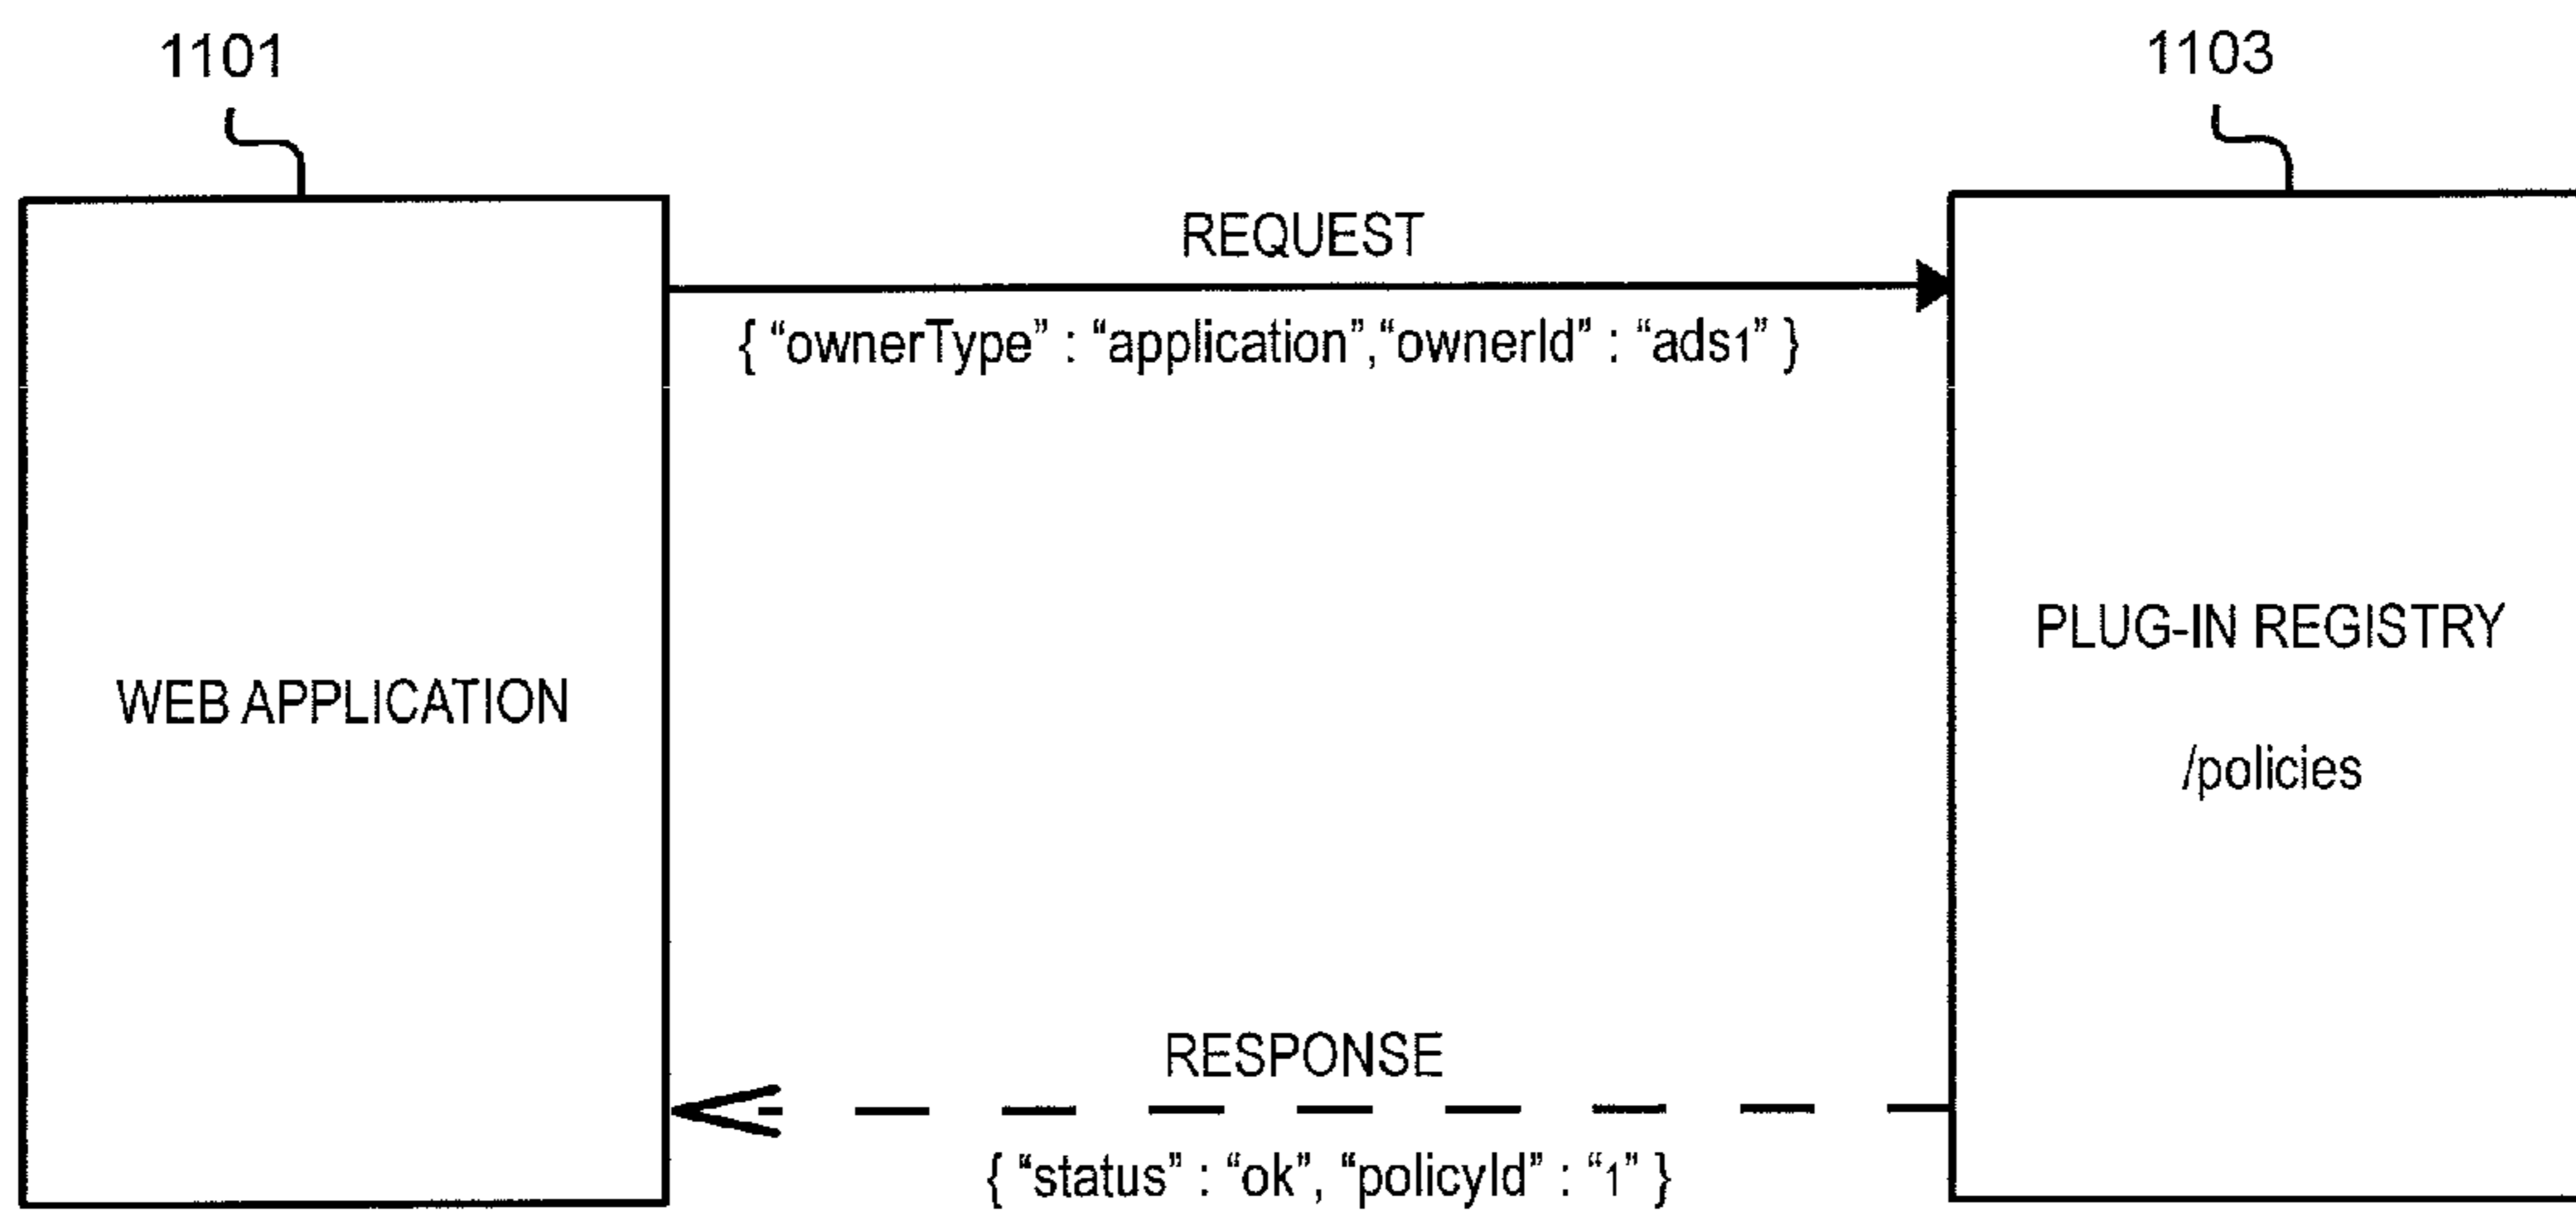 1101
1103
REQUEST
{ “ownerType” : “application”,“ownerId” : “ads1” }
WEB APPLICATION
PLUG-IN REGISTRY
/policies
RESPONSE
{ “status” : “ok”, “policyId” : “1” }